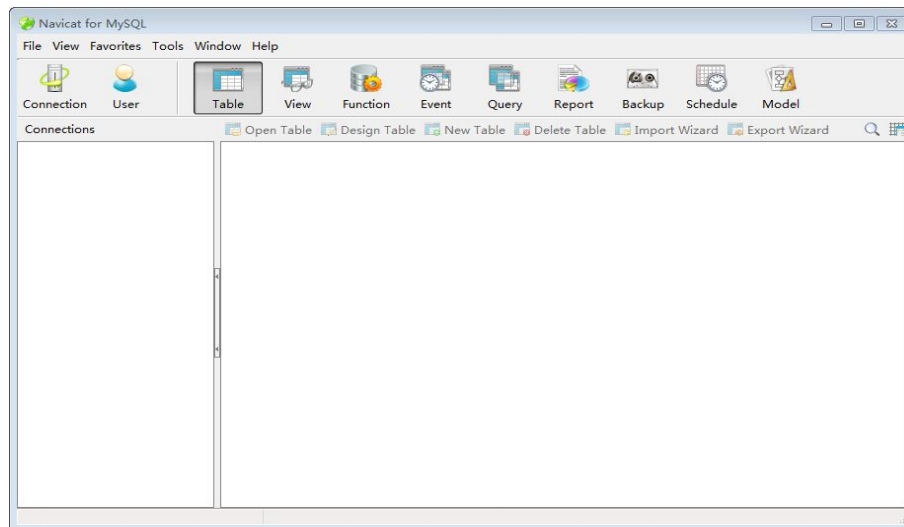 Navicat for MySQL
File View Favorites Tools Window Help
Connection User Table View Function Event Query Report Backup Schedule Model
Connections Open Table Design Table New Table Delete Table Import Wizard Export Wizard